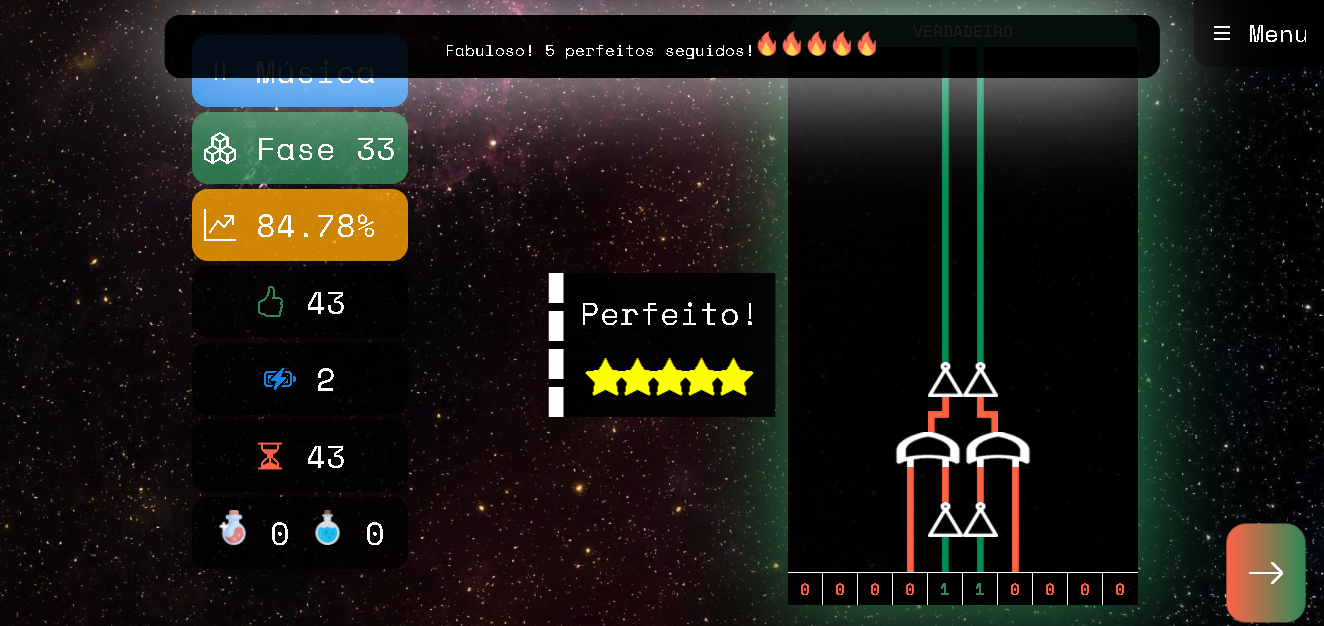 Fabuloso! 5 perfeitos seguidos!🔥🔥🔥🔥🔥
VERDADEIRO
Menu
Música
Fase 33
84.78%
43
2
43
0 0
Perfeito!
0 0 0 0 1 1 0 0 0 0